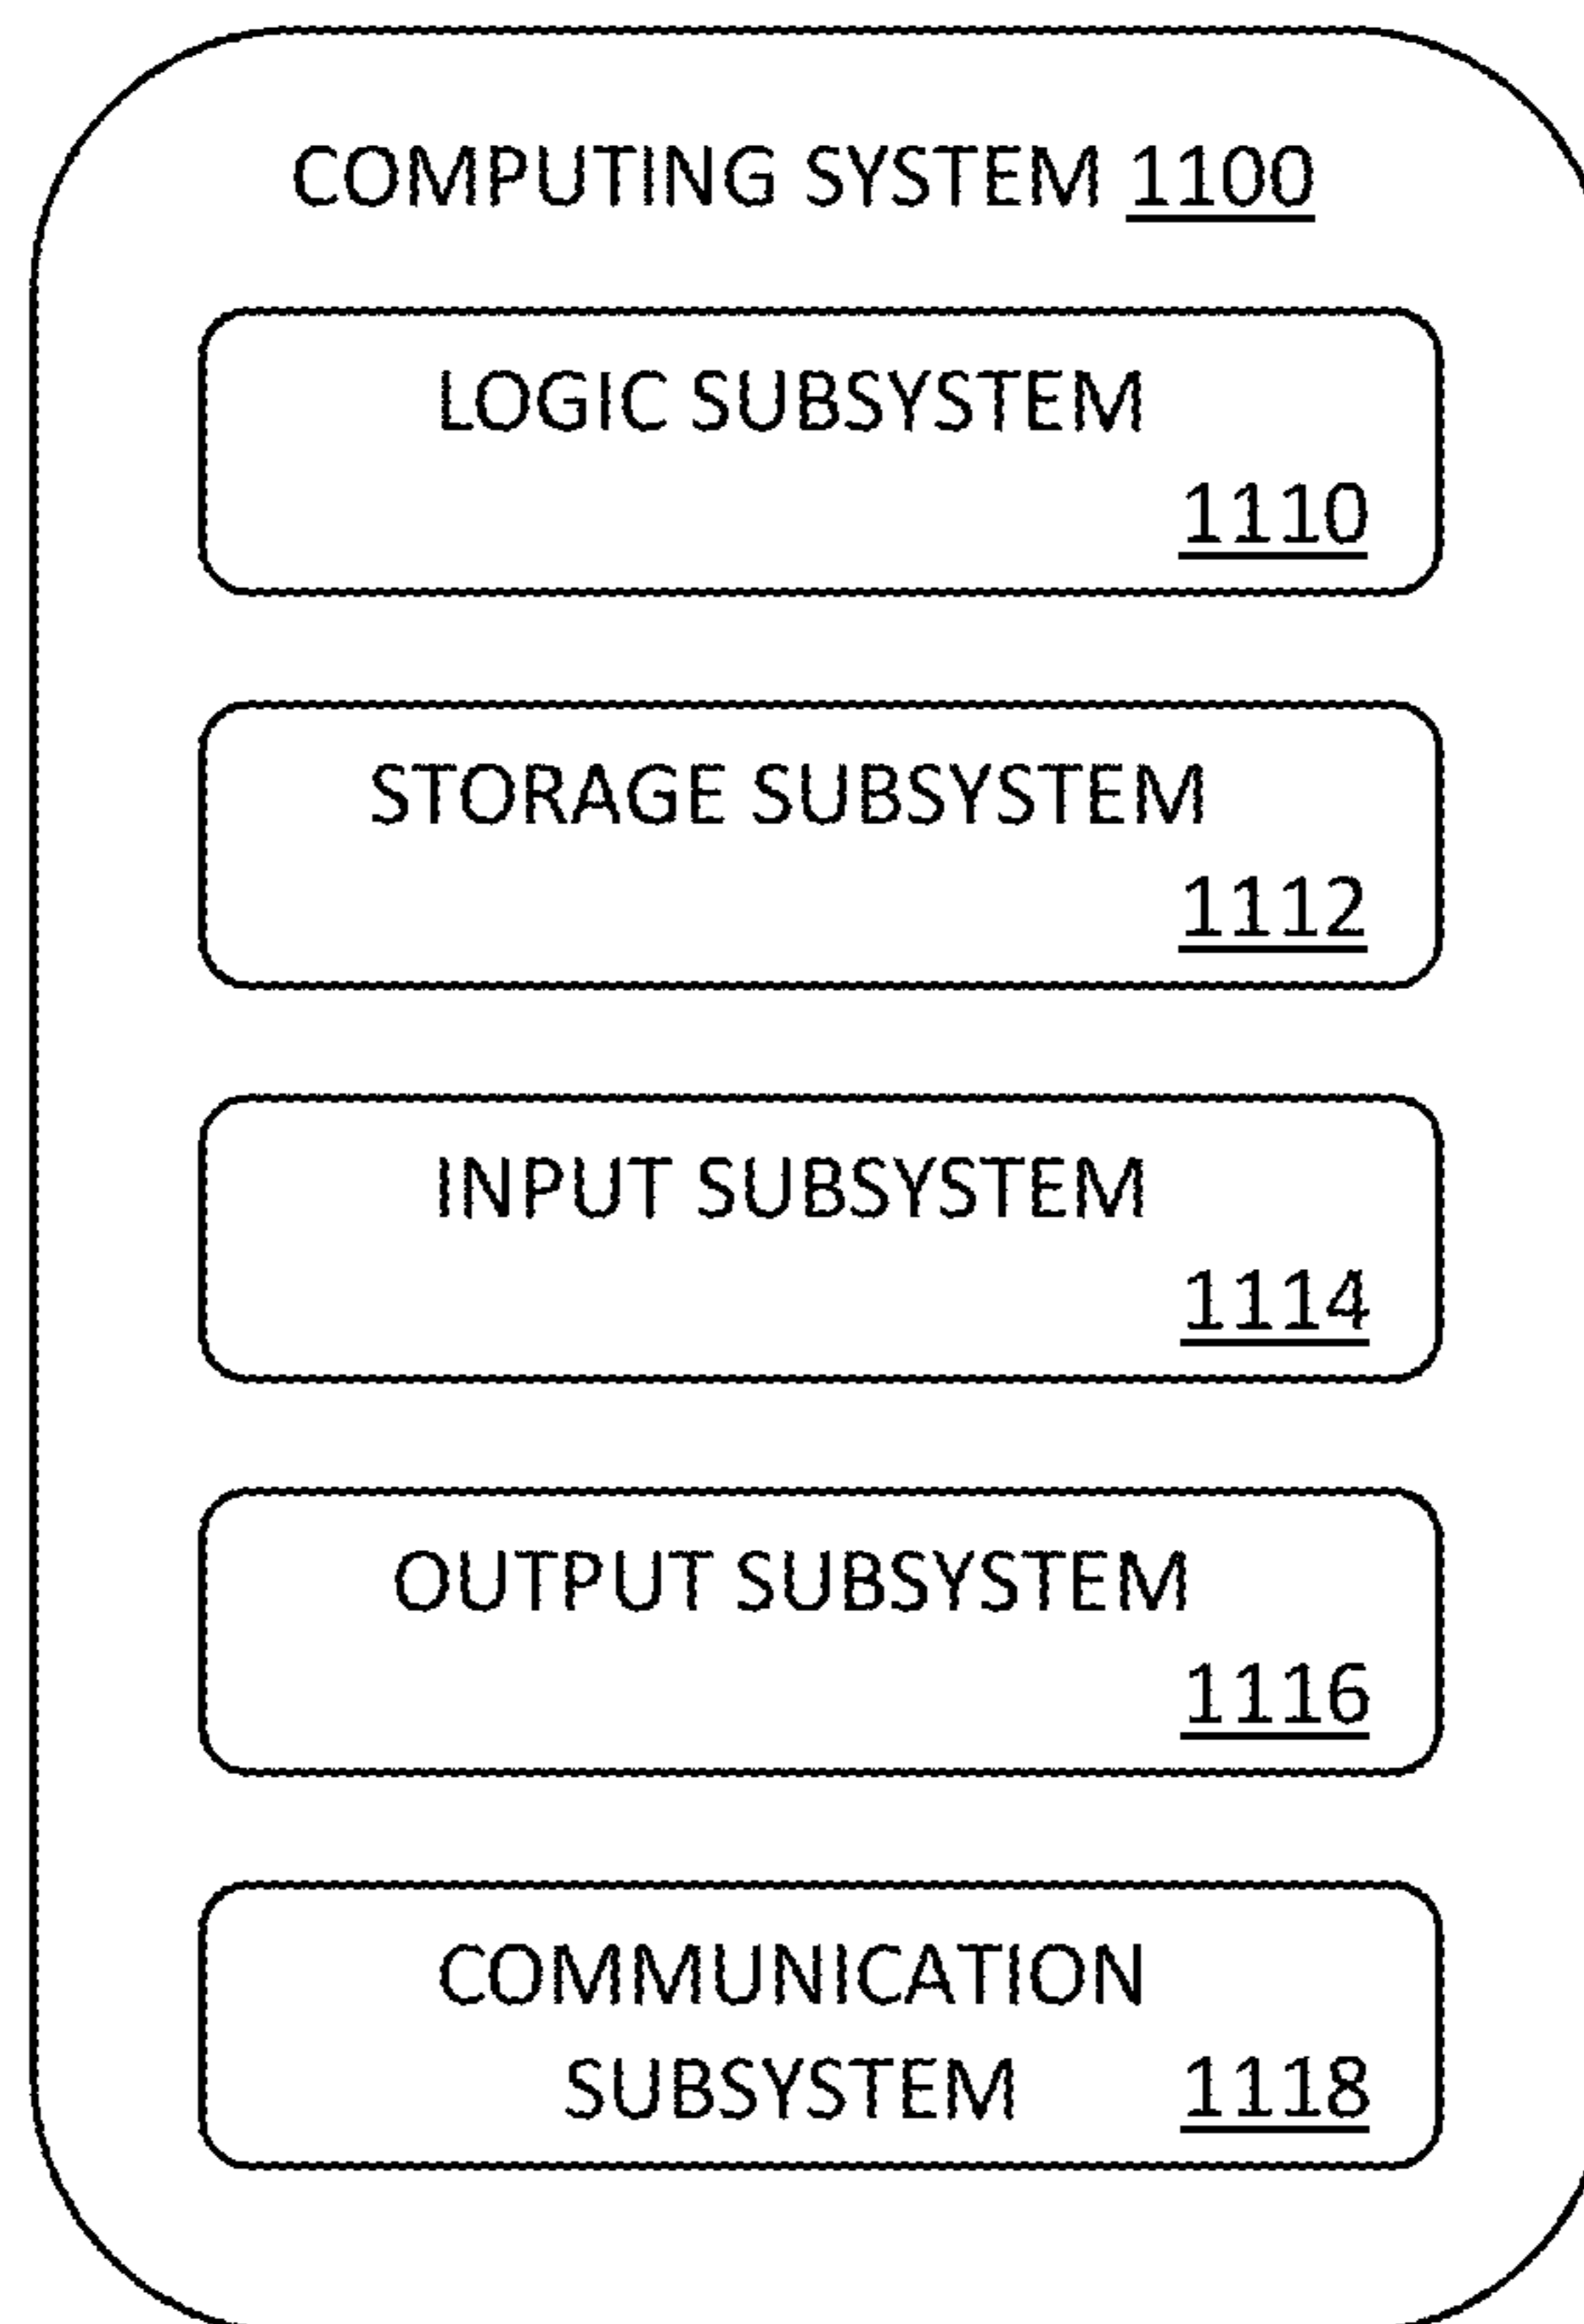 COMPUTING SYSTEM 1100
LOGIC SUBSYSTEM
1110
STORAGE SUBSYSTEM
1112
INPUT SUBSYSTEM
1114
OUTPUT SUBSYSTEM
1116
COMMUNICATION
SUBSYSTEM 1118